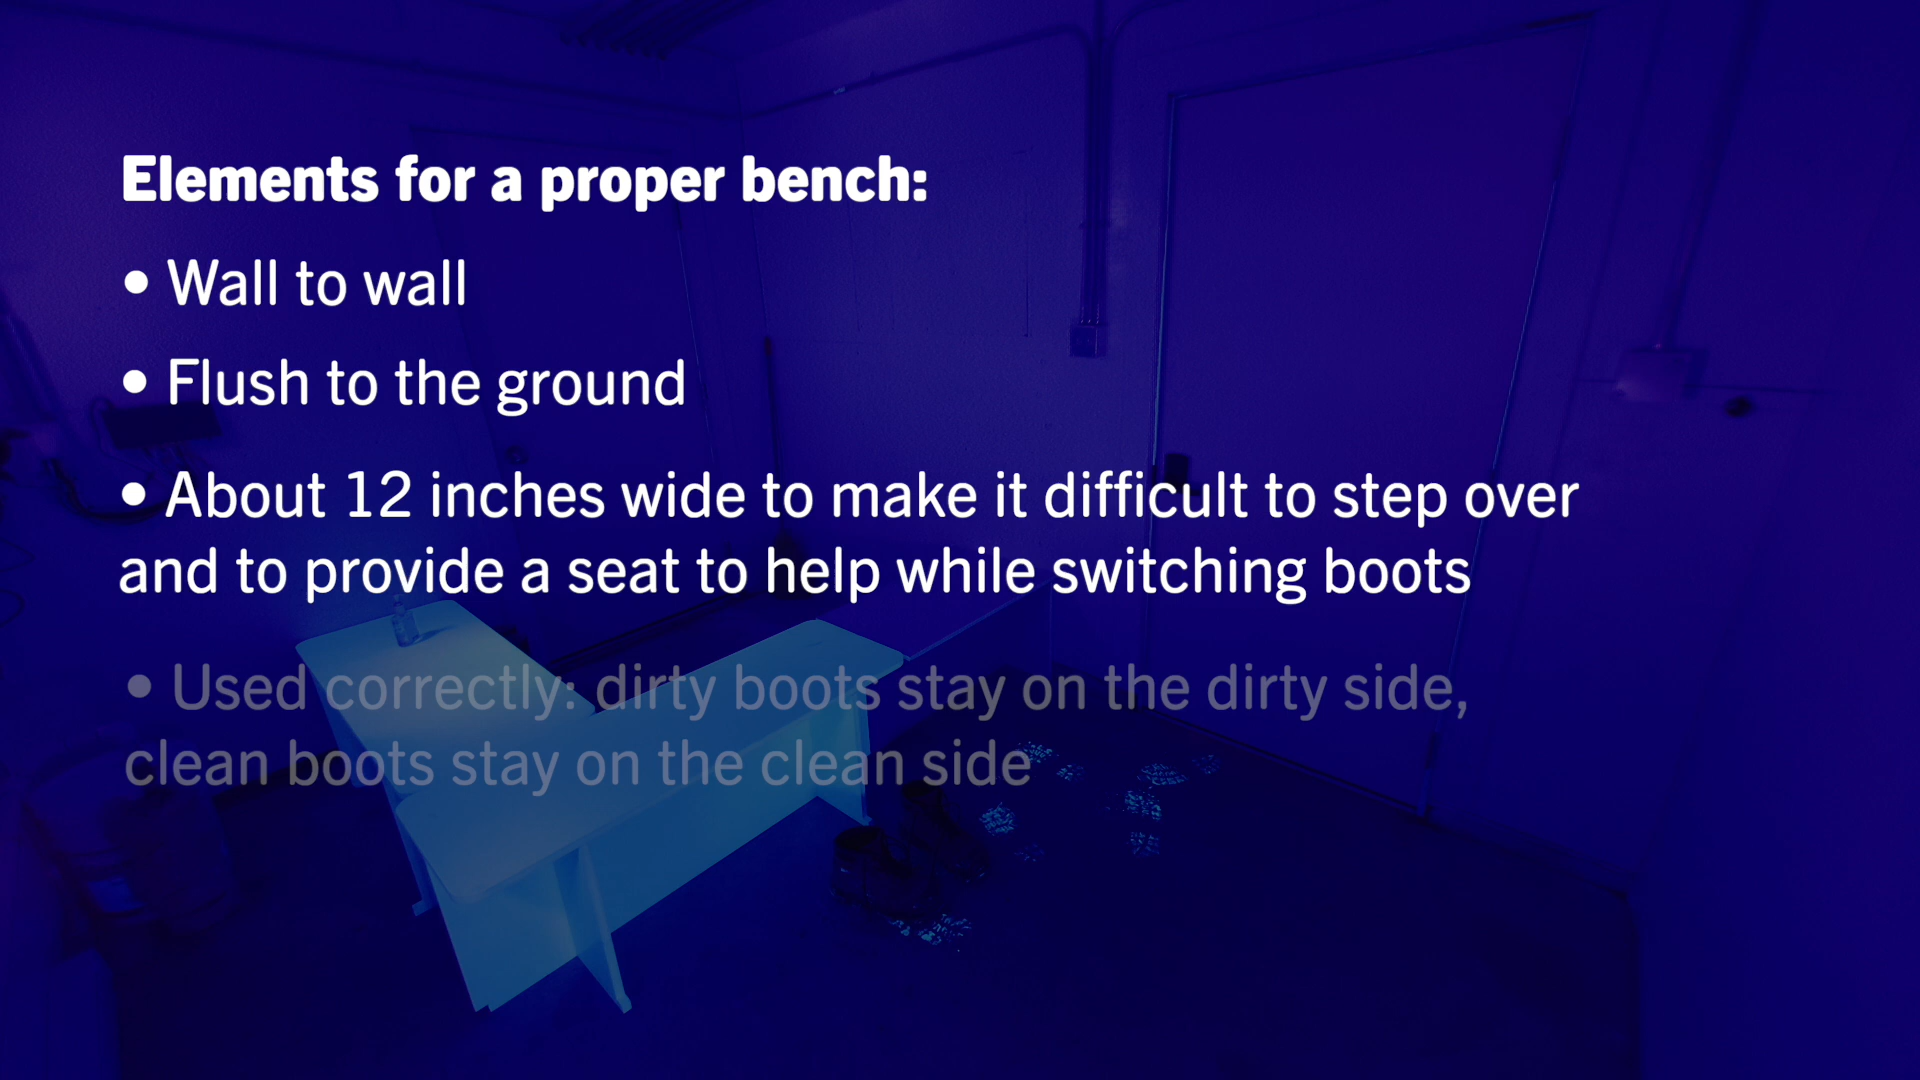 Elements for a proper bench:
• Wall to wall
• Flush to the ground
• About 12 inches wide to make it difficult to step over
and to provide a seat to help while switching boots
• Used correctly: dirty boots stay on the dirty side,
clean boots stay on the clean side